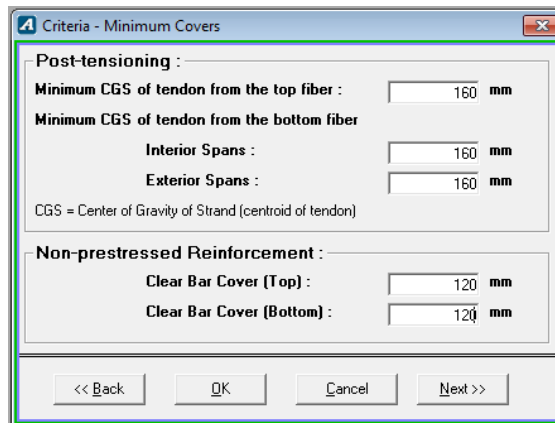 Criteria - Minimum Covers
Post-tensioning :
Minimum CGS of tendon from the top fiber : 160 mm
Minimum CGS of tendon from the bottom fiber
Interior Spans : 160 mm
Exterior Spans : 160 mm
CGS = Center of Gravity of Strand (centroid of tendon)
Non-prestressed Reinforcement :
Clear Bar Cover (Top) : 120 mm
Clear Bar Cover (Bottom) : 120 mm
<< Back OK Cancel Next >>